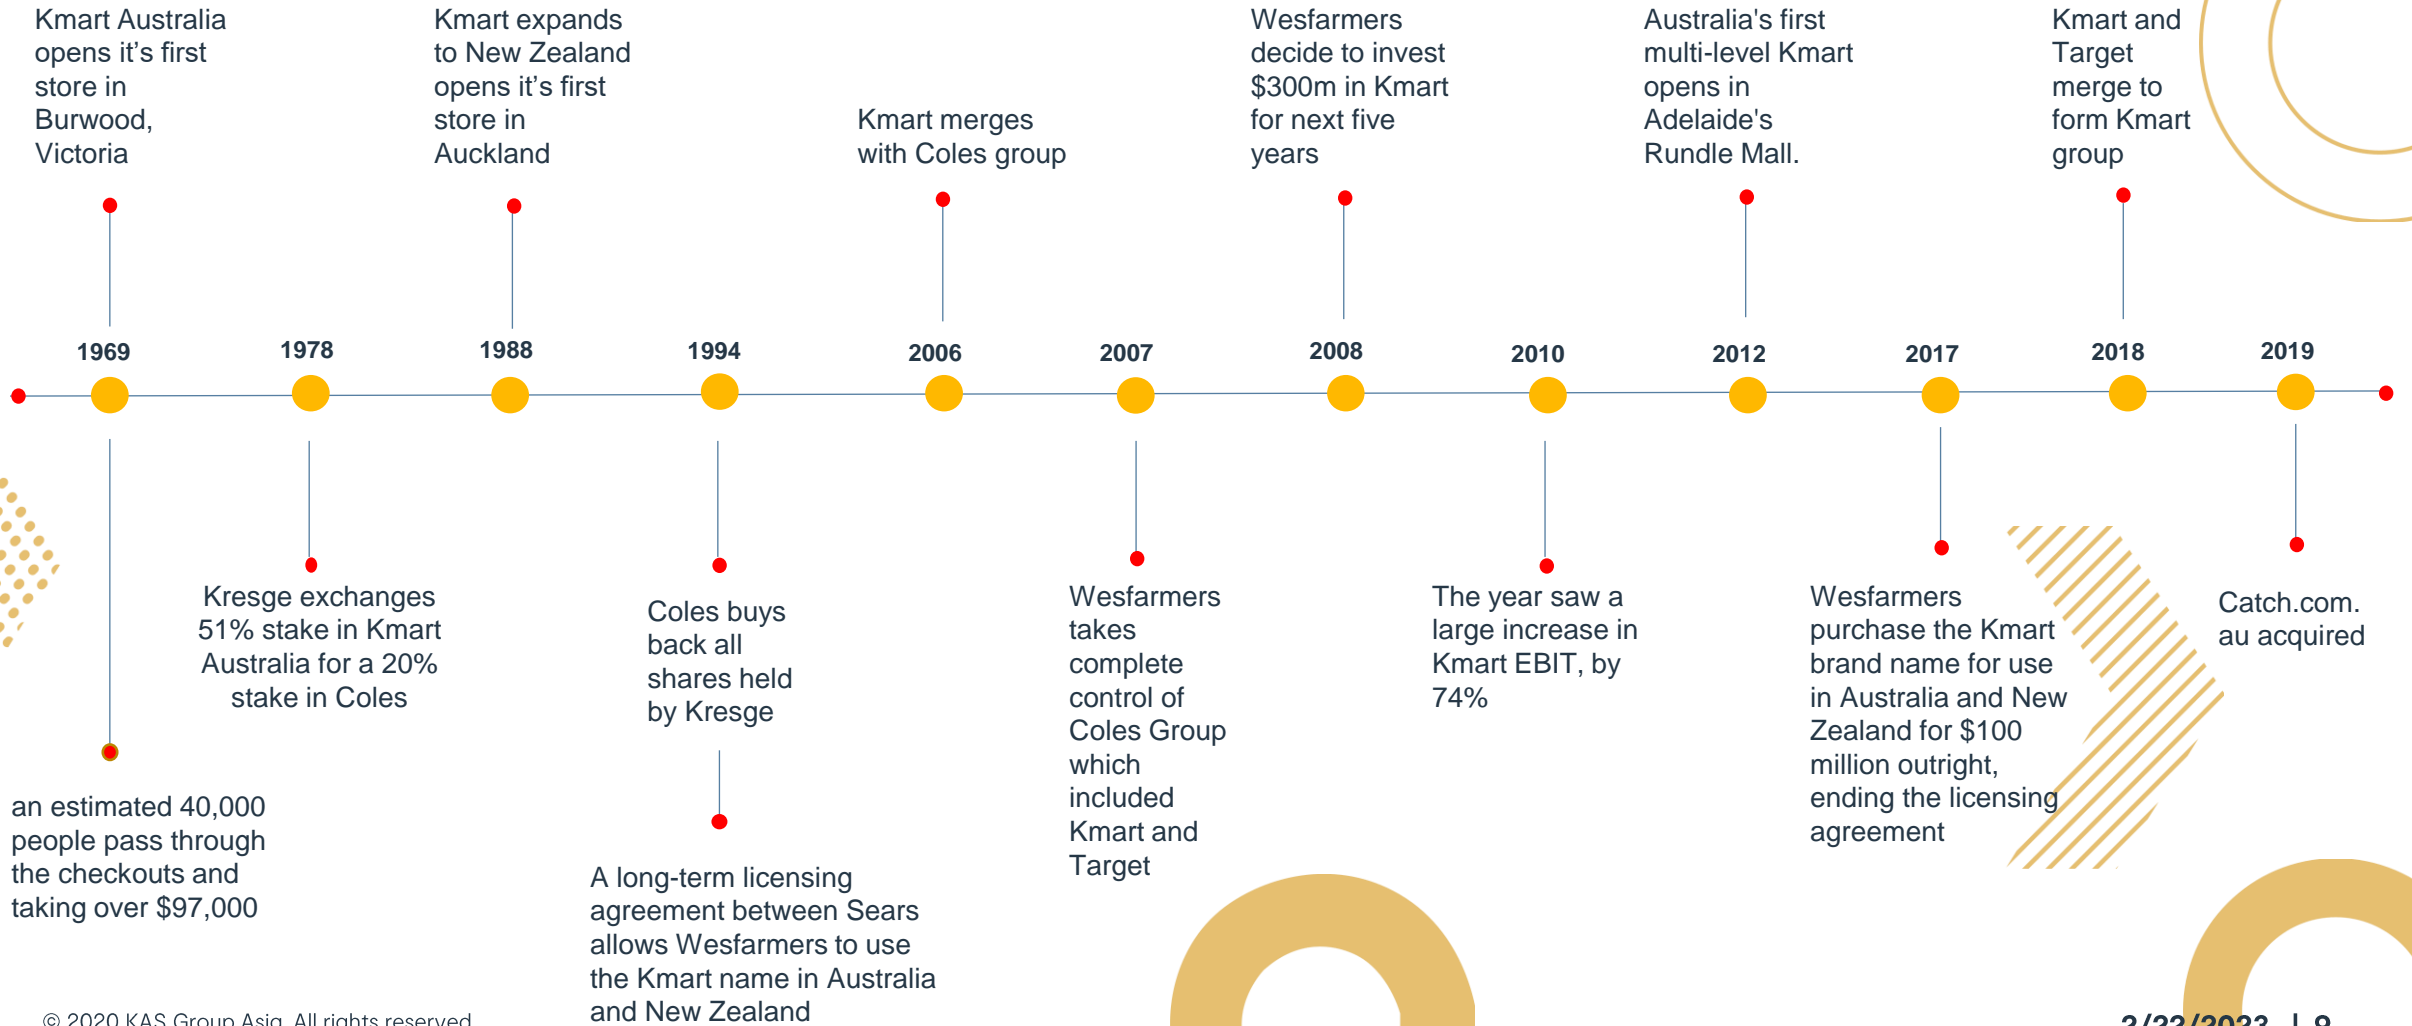 Kmart Australia
opens it’s first
store in
Burwood,
Victoria
Kmart expands
to New Zealand
opens it’s first
store in
Auckland
Kmart merges
with Coles group
Wesfarmers
decide to invest
$300m in Kmart
for next five
years
Australia's first
multi-level Kmart
opens in
Adelaide's
Rundle Mall.
Kmart and
Target
merge to
form Kmart
group
1969
1978
1988
1994
2006
2007
2008
2010
2012
2017
2018
2019
an estimated 40,000
people pass through
the checkouts and
taking over $97,000
Kresge exchanges
51% stake in Kmart
Australia for a 20%
stake in Coles
Coles buys
back all
shares held
by Kresge
A long-term licensing
agreement between Sears
allows Wesfarmers to use
the Kmart name in Australia
and New Zealand
Wesfarmers
takes
complete
control of
Coles Group
which
included
Kmart and
Target
The year saw a
large increase in
Kmart EBIT, by
74%
Wesfarmers
purchase the Kmart
brand name for use
in Australia and New
Zealand for $100
million outright,
ending the licensing
agreement
Catch.com.
au acquired
© 2020 KAS Group Asia. All rights reserved
2/22/2023 | 9